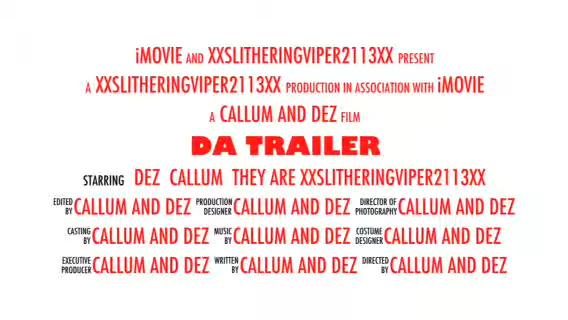 iMOVIE AND XXSLITHERINGVIPER2113XX PRESENT
A XXSLITHERINGVIPER2113XX PRODUCTION IN ASSOCIATION WITH iMOVIE
A CALLUM AND DEZ FILM
DA TRAILER
STARRING DEZ CALLUM THEY ARE XXSLITHERINGVIPER2113XX
EDITED BY CALLUM AND DEZ PRODUCTION DESIGNER CALLUM AND DEZ DIRECTOR OF PHOTOGRAPHY CALLUM AND DEZ
CASTING BY CALLUM AND DEZ MUSIC BY CALLUM AND DEZ COSTUME DESIGNER CALLUM AND DEZ
EXECUTIVE PRODUCER CALLUM AND DEZ WRITTEN BY CALLUM AND DEZ DIRECTED BY CALLUM AND DEZ